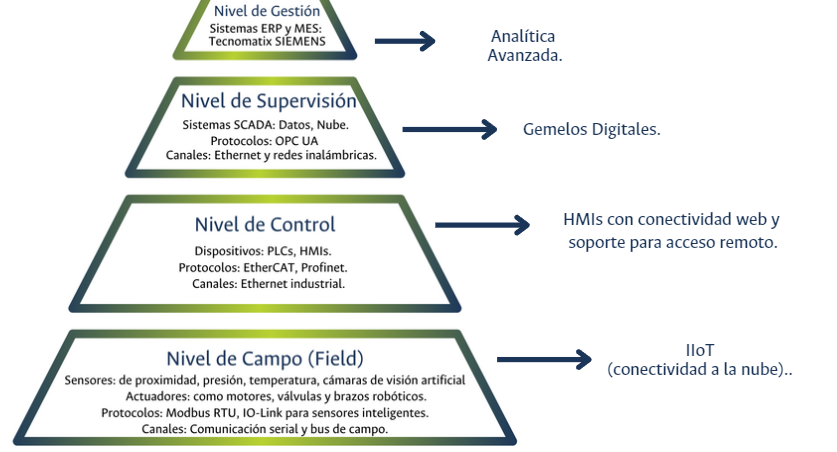 Nivel de Gestión
Sistemas ERP y MES:
Tecnomatix SIEMENS
Analítica
Avanzada.
Nivel de Supervisión
Sistemas SCADA: Datos, Nube.
Protocolos: OPC UA
Canales: Ethernet y redes inalámbricas.
Gemelos Digitales.
Nivel de Control
Dispositivos: PLCs, HMIs.
Protocolos: EtherCAT, Profinet.
Canales: Ethernet industrial.
HMIs con conectividad web y
soporte para acceso remoto.
Nivel de Campo (Field)
Sensores: de proximidad, presión, temperatura, cámaras de visión artificial
Actuadores: como motores, válvulas y brazos robóticos.
Protocolos: Modbus RTU, IO-Link para sensores inteligentes.
Canales: Comunicación serial y bus de campo.
IIoT
(conectividad a la nube)..